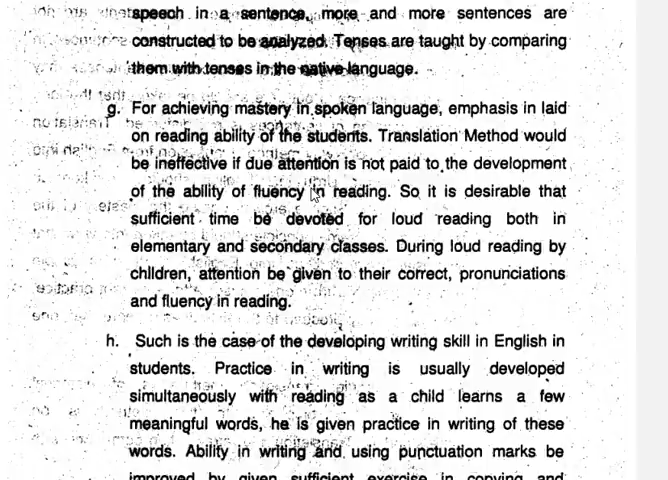 speech in a sentence, more and more sentences are
constructed to be analyzed. Tenses are taught by comparing
them with tenses in the native language.
g. For achieving mastery in spoken language, emphasis in laid
on reading ability of the students. Translation Method would
be ineffective if due attention is not paid to the development
of the ability of fluency in reading. So it is desirable that
sufficient time be devoted for loud reading both in
elementary and secondary classes. During loud reading by
children, attention be given to their correct, pronunciations
and fluency in reading.
h. Such is the case of the developing writing skill in English in
students. Practice in writing is usually developed
simultaneously with reading as a child learns a few
meaningful words, he is given practice in writing of these
words. Ability in writing and using punctuation marks be
improved by given sufficient exercise in copying and